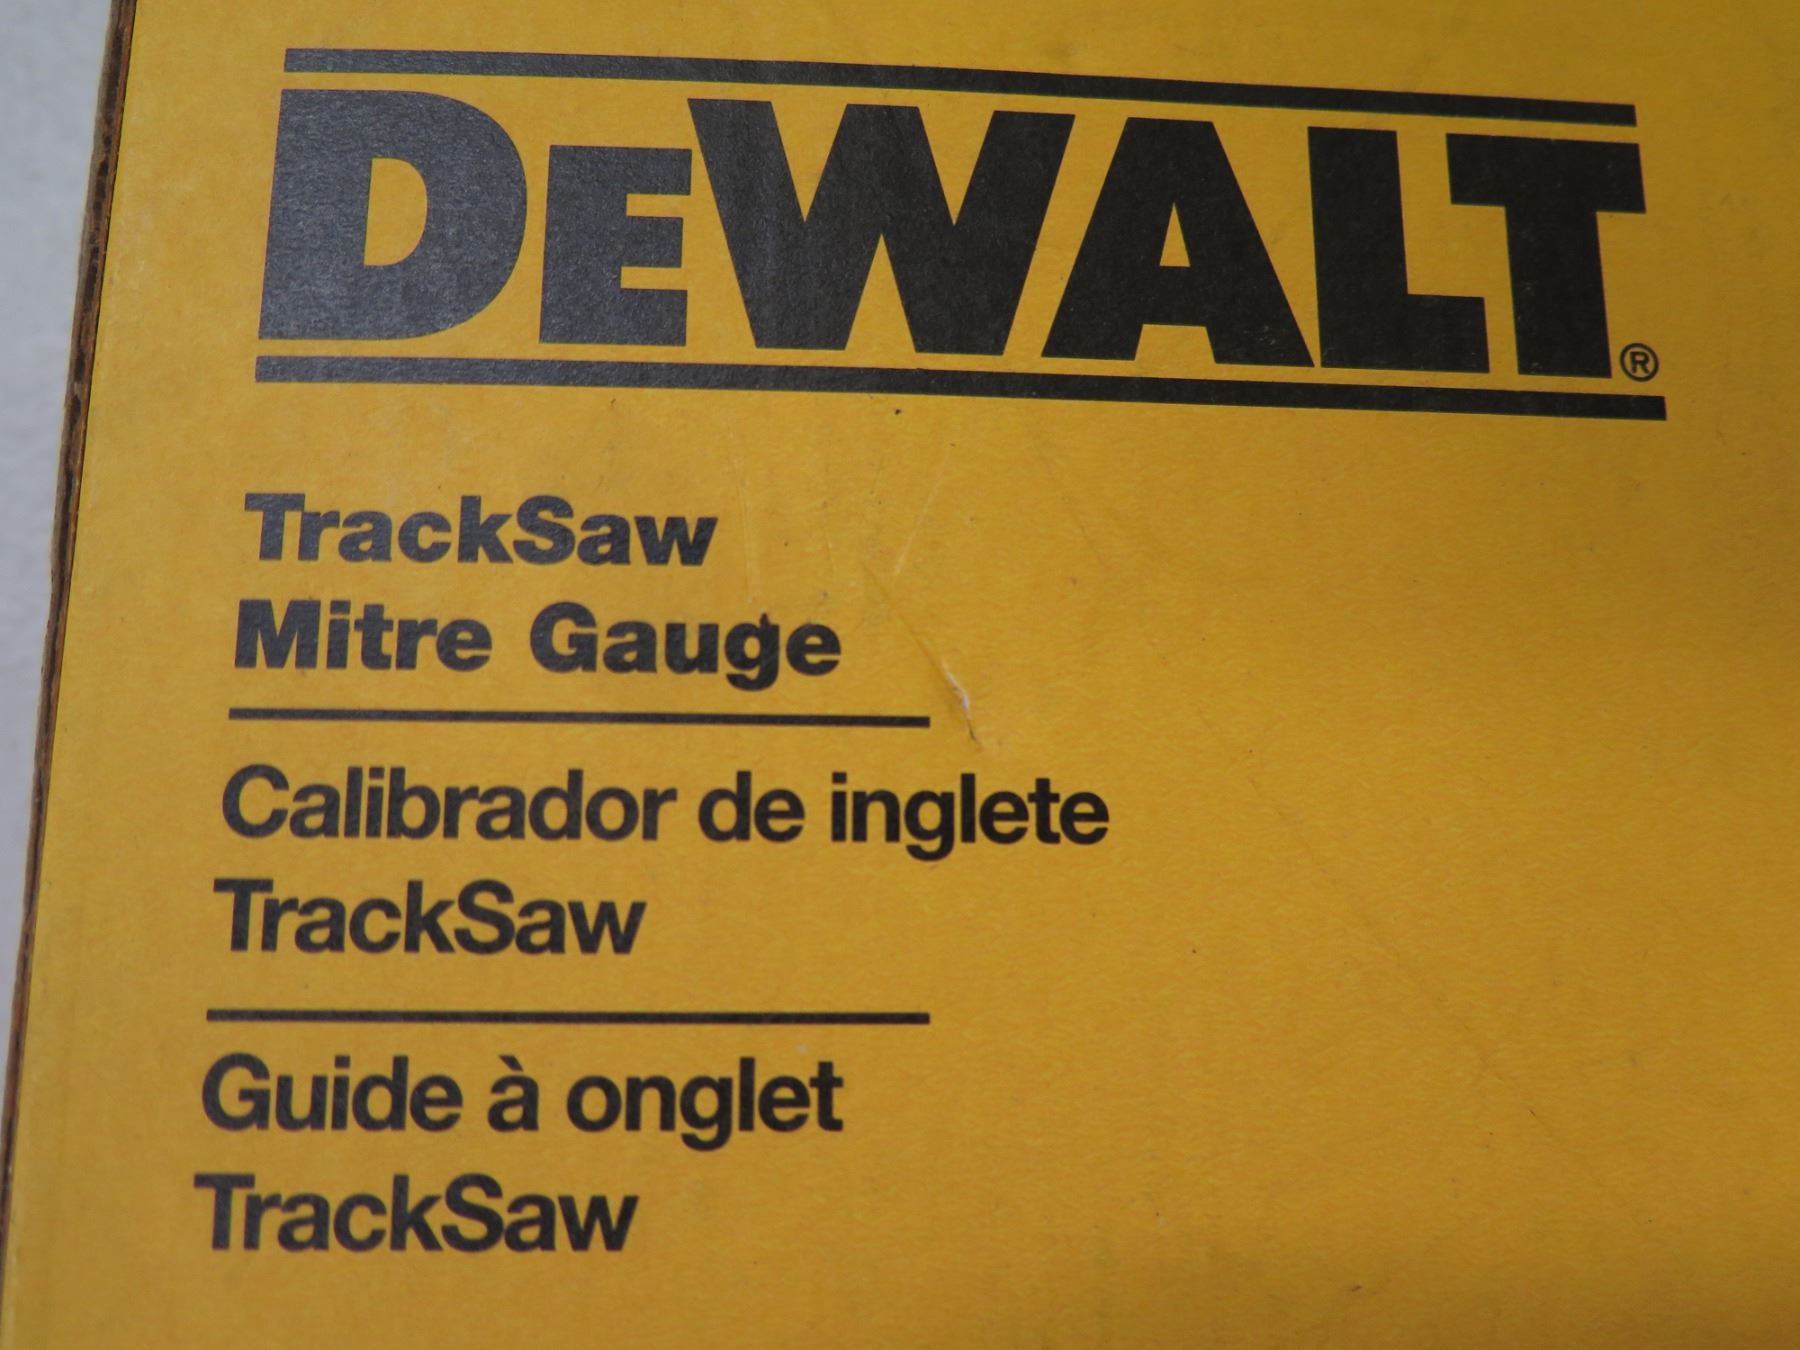 DEWALT®
TrackSaw
Mitre Gauge
Calibrador de inglete
TrackSaw
Guide à onglet
TrackSaw